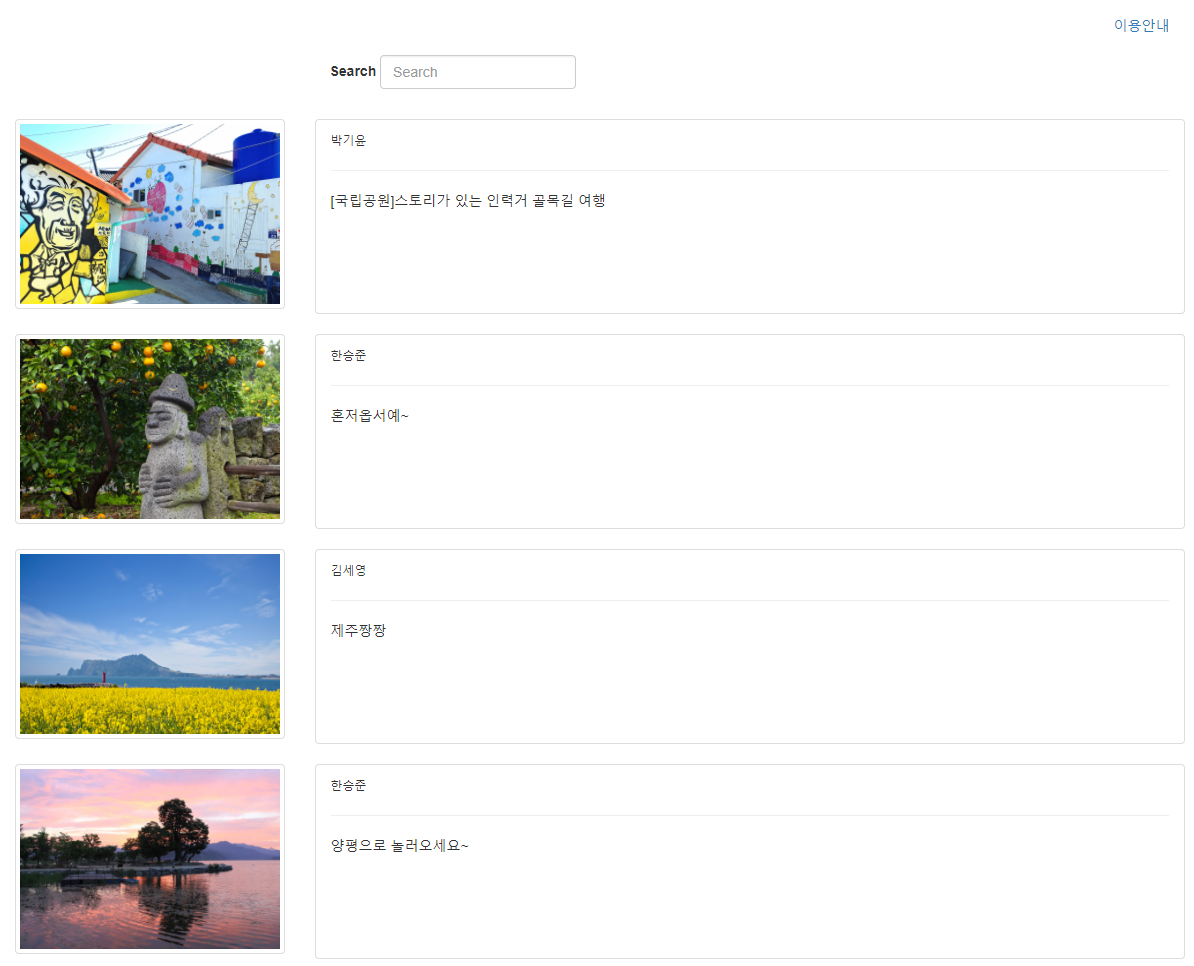 이용안내
Search Search
박기윤
[국립공원]스토리가 있는 인력거 골목길 여행
한승준
혼저옵서예~
김세영
제주짱짱
한승준
양평으로 놀러오세요~